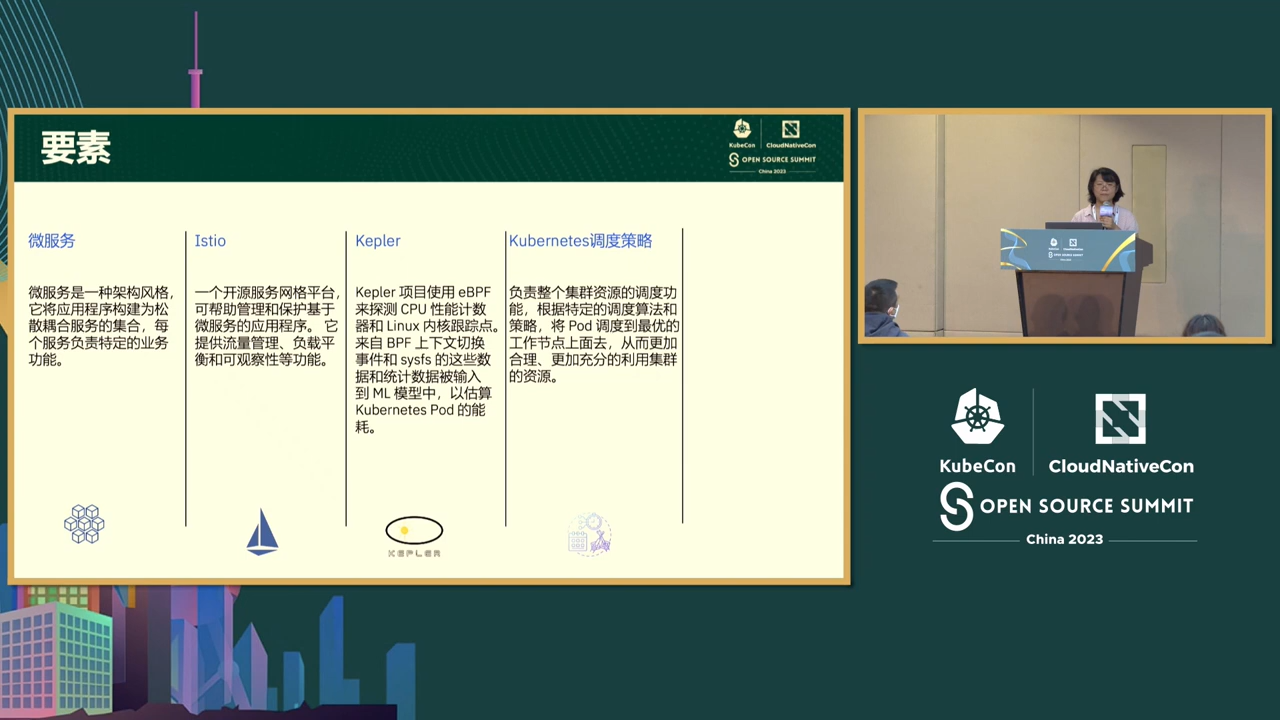 要素
KubeCon
CloudNativeCon
OPEN SOURCE SUMMIT
China 2023
微服务
微服务是一种架构风格，
它将应用程序构建为松
散耦合服务的集合，每
个服务负责特定的业务
功能。
Istio
一个开源服务网格平台，
可帮助管理和保护基于
微服务的应用程序。 它
提供流量管理、负载平
衡和可观察性等功能。
Kepler
Kepler 项目使用 eBPF
来探测 CPU 性能计数
器和 Linux 内核跟踪点。
来自 BPF 上下文切换
事件和 sysfs 的这些数
据和统计数据被输入
到 ML 模型中，以估算
Kubernetes Pod 的能
耗。
KEPLER
Kubernetes调度策略
负责整个集群资源的调度功
能，根据特定的调度算法和
策略，将 Pod 调度到最优的
工作节点上面去，从而更加
合理、更加充分的利用集群
的资源。
KubeCon
CloudNativeCon
OPEN SOURCE SUMMIT
KubeCon
CloudNativeCon
OPEN SOURCE SUMMIT
China 2023